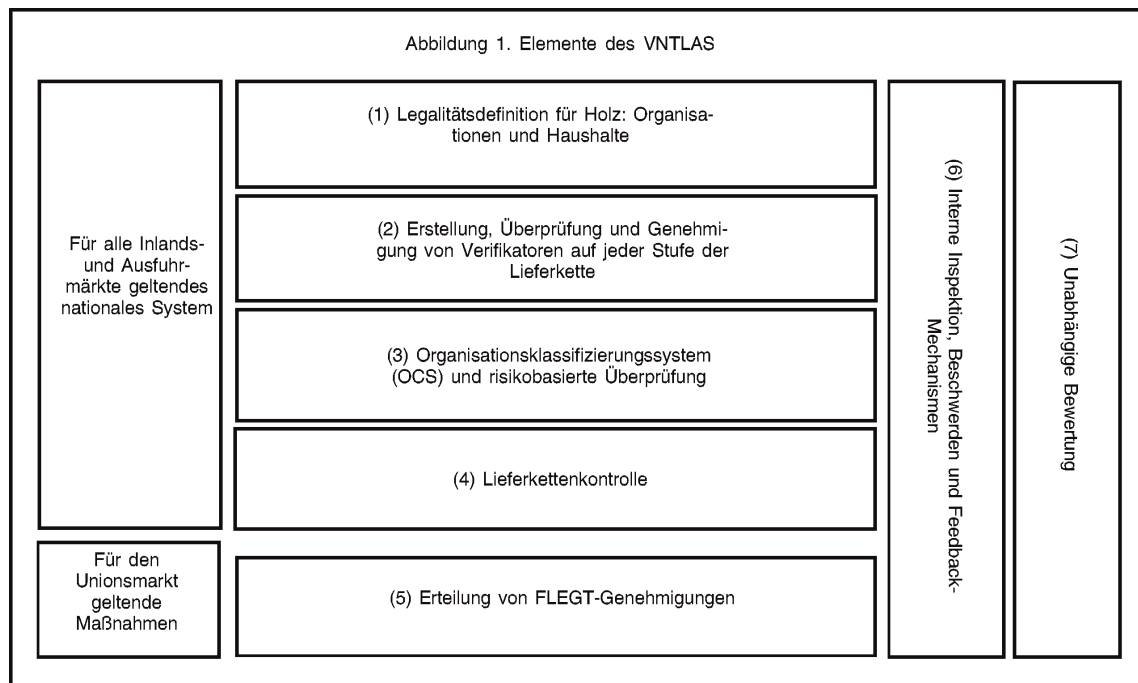 Abbildung 1. Elemente des VNTLAS
Für alle Inlands-
und Ausfuhr-
märkte geltendes
nationales System
(1) Legalitätsdefinition für Holz: Organisa-
tionen und Haushalte
(2) Erstellung, Überprüfung und Genehmi-
gung von Verifikatoren auf jeder Stufe der
Lieferkette
(3) Organisationsklassifizierungssystem
(OCS) und risikobasierte Überprüfung
(4) Lieferkettenkontrolle
Für den
Unionsmarkt
geltende
Maßnahmen
(5) Erteilung von FLEGT-Genehmigungen
(6) Interne Inspektion, Beschwerden und Feedback-
Mechanismen
(7) Unabhängige Bewertung